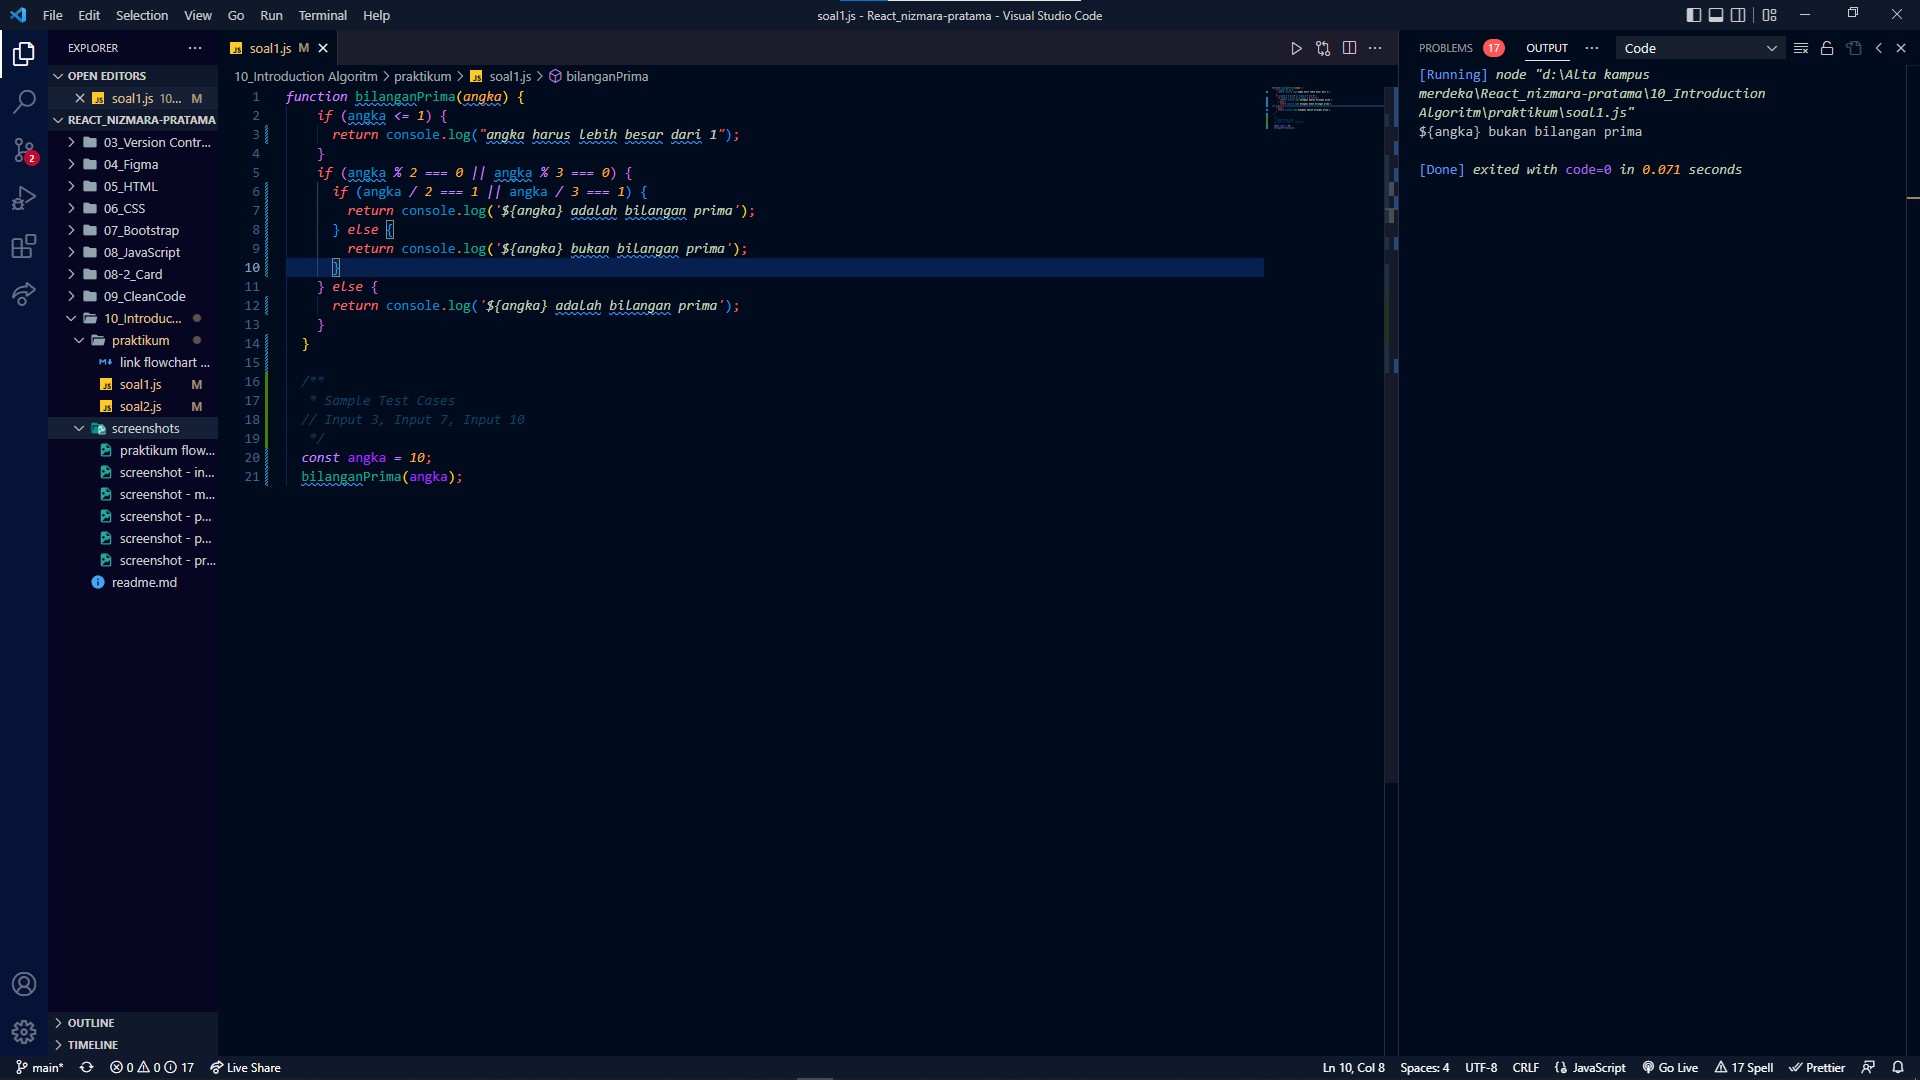 File Edit Selection View Go Run Terminal Help
soal1.js - React_nizmara-pratama - Visual Studio Code
EXPLORER
OPEN EDITORS
soal1.js 10... M
REACT_NIZMARA-PRATAMA
03_Version Contr...
04_Figma
05_HTML
06_CSS
07_Bootstrap
08_JavaScript
08-2_Card
09_CleanCode
10_Introduc...
praktikum
link flowchart ...
soal1.js M
soal2.js M
screenshots
praktikum flow...
screenshot - in...
screenshot - m...
screenshot - p...
screenshot - p...
screenshot - pr...
readme.md
OUTLINE
TIMELINE
soal1.js M
10_Introduction Algoritm > praktikum > soal1.js > bilanganPrima
1 function bilanganPrima(angka) {
2 if (angka <= 1) {
3 return console.log("angka harus lebih besar dari 1");
4 }
5 if (angka % 2 === 0 || angka % 3 === 0) {
6 if (angka / 2 === 1 || angka / 3 === 1) {
7 return console.log('${angka} adalah bilangan prima');
8 } else {
9 return console.log('${angka} bukan bilangan prima');
10 }
11 } else {
12 return console.log('${angka} adalah bilangan prima');
13 }
14 }
15
16 /**
17 * Sample Test Cases
18 // Input 3, Input 7, Input 10
19 */
20 const angka = 10;
21 bilanganPrima(angka);
PROBLEMS 17 OUTPUT Code
[Running] node "d:\Alta kampus
merdeka\React_nizmara-pratama\10_Introduction
Algoritm\praktikum\soal1.js"
${angka} bukan bilangan prima
[Done] exited with code=0 in 0.071 seconds
2
main* 0 0 17 Live Share
Ln 10, Col 8 Spaces: 4 UTF-8 CRLF JavaScript Go Live 17 Spell Prettier